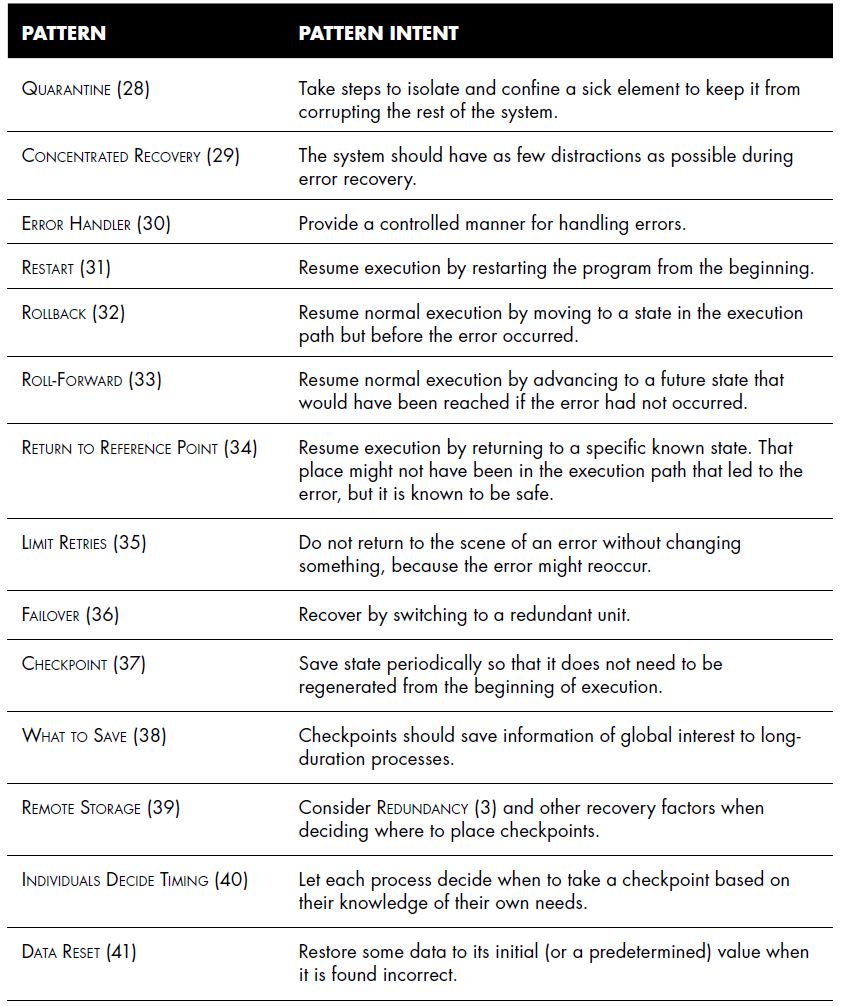 PATTERN PATTERN INTENT
QUARANTINE (28) Take steps to isolate and confine a sick element to keep it from
corrupting the rest of the system.
CONCENTRATED RECOVERY (29) The system should have as few distractions as possible during
error recovery.
ERROR HANDLER (30) Provide a controlled manner for handling errors.
RESTART (31) Resume execution by restarting the program from the beginning.
ROLLBACK (32) Resume normal execution by moving to a state in the execution
path but before the error occurred.
ROLL-FORWARD (33) Resume normal execution by advancing to a future state that
would have been reached if the error had not occurred.
RETURN TO REFERENCE POINT (34) Resume execution by returning to a specific known state. That
place might not have been in the execution path that led to the
error, but it is known to be safe.
LIMIT RETRIES (35) Do not return to the scene of an error without changing
something, because the error might reoccur.
FAILOVER (36) Recover by switching to a redundant unit.
CHECKPOINT (37) Save state periodically so that it does not need to be
regenerated from the beginning of execution.
WHAT TO SAVE (38) Checkpoints should save information of global interest to long-
duration processes.
REMOTE STORAGE (39) Consider REDUNDANCY (3) and other recovery factors when
deciding where to place checkpoints.
INDIVIDUALS DECIDE TIMING (40) Let each process decide when to take a checkpoint based on
their knowledge of their own needs.
DATA RESET (41) Restore some data to its initial (or a predetermined) value when
it is found incorrect.